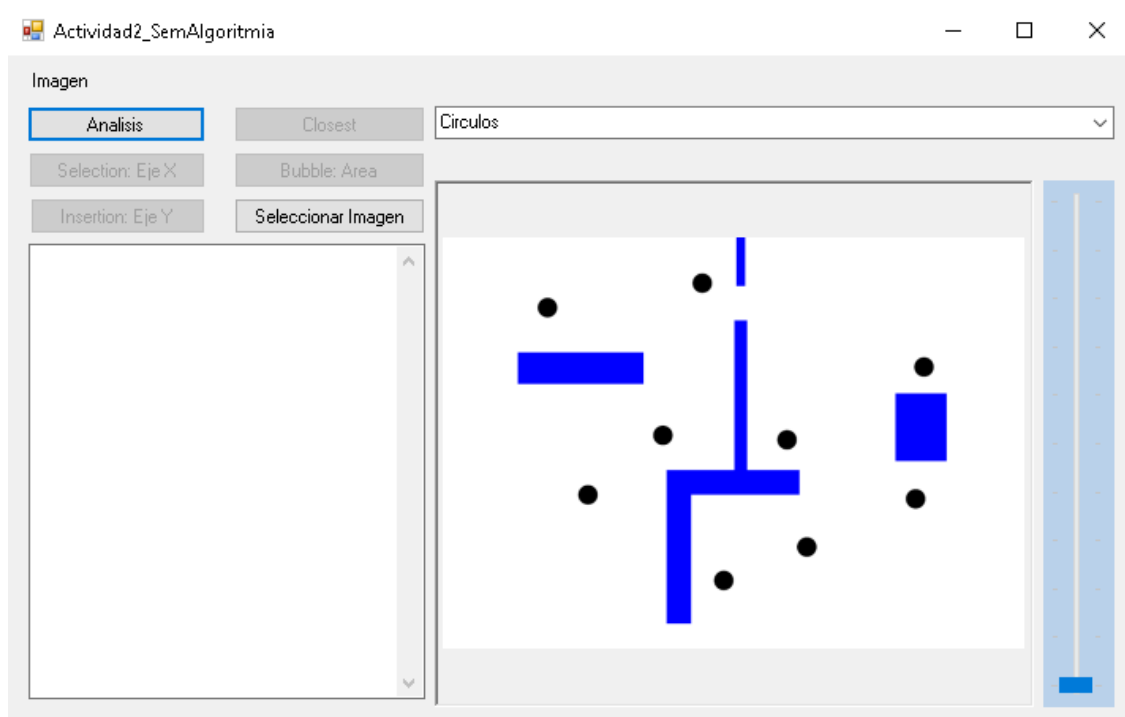 Actividad2_SemAlgoritmia
Imagen
Analisis
Closest
Circulos
Selection: Eje X
Bubble: Area
Insertion: Eje Y
Seleccionar Imagen